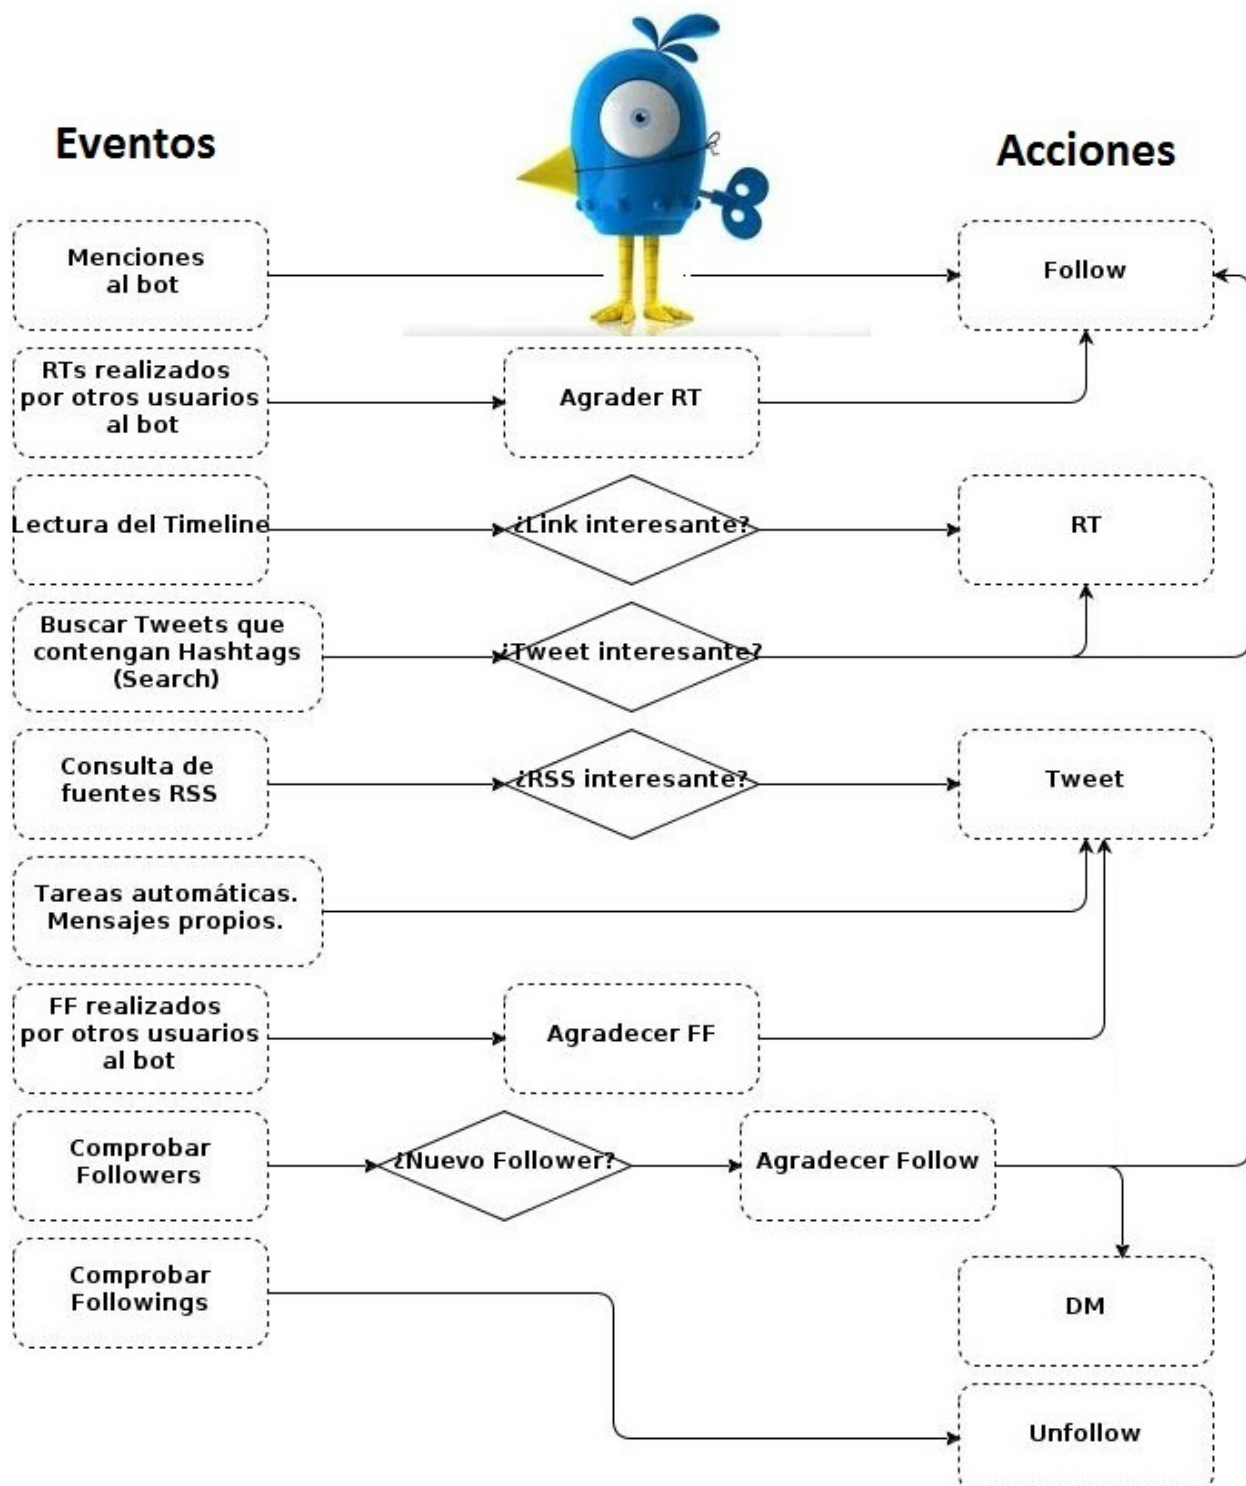 Eventos
Acciones
Menciones
al bot
Follow
RTs realizados
por otros usuarios
al bot
Agrader RT
Lectura del Timeline
¿Link interesante?
RT
Buscar Tweets que
contengan Hashtags
(Search)
¿Tweet interesante?
Consulta de
fuentes RSS
¿RSS interesante?
Tweet
Tareas automáticas.
Mensajes propios.
FF realizados
por otros usuarios
al bot
Agradecer FF
Comprobar
Followers
¿Nuevo Follower?
Agradecer Follow
Comprobar
Followings
DM
Unfollow